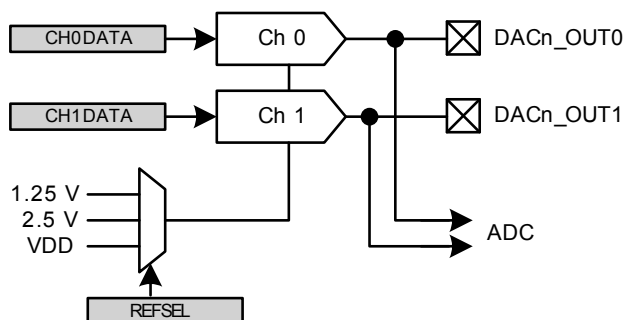 CH0DATA
Ch 0
DACn_OUT0
CH1DATA
Ch 1
DACn_OUT1
1.25 V
2.5 V
VDD
ADC
REFSEL